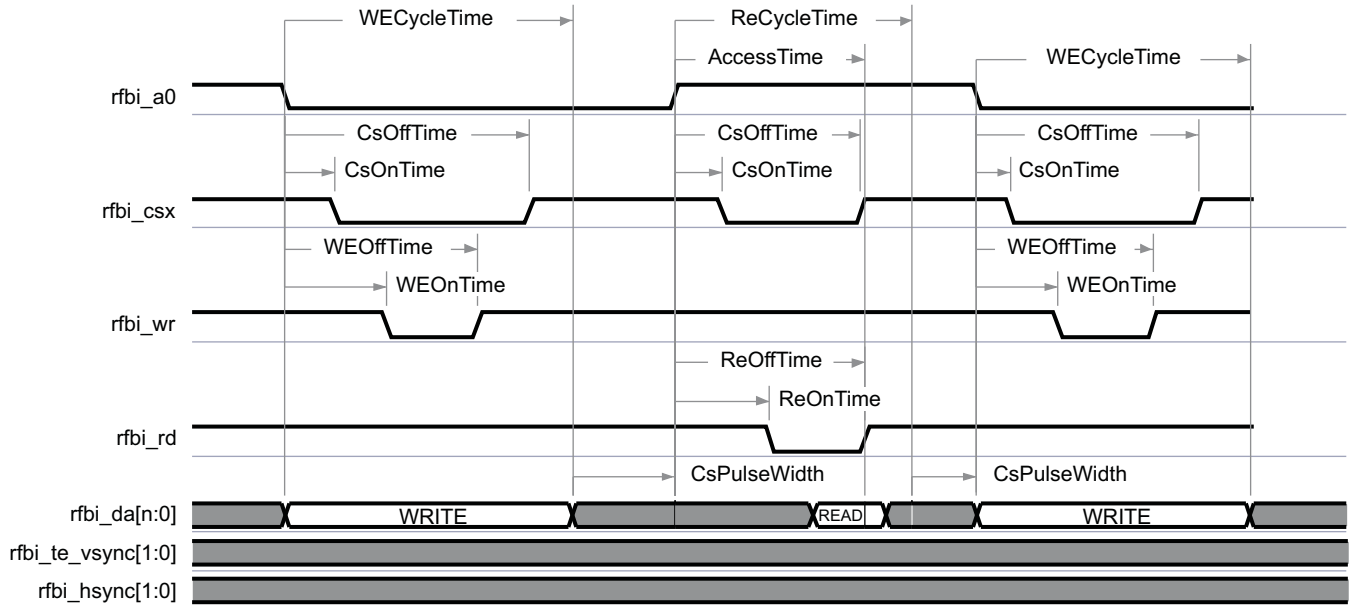 WECycleTime ReCycleTime
AccessTime WECycleTime
rfbi_a0
CsOffTime CsOffTime CsOffTime
CsOnTime CsOnTime CsOnTime
rfbi_csx
WEOffTime WEOffTime
WEOnTime WEOnTime
rfbi_wr
ReOffTime
ReOnTime
rfbi_rd
CsPulseWidth CsPulseWidth
rfbi_da[n:0] WRITE READ WRITE
rfbi_te_vsync[1:0]
rfbi_hsync[1:0]